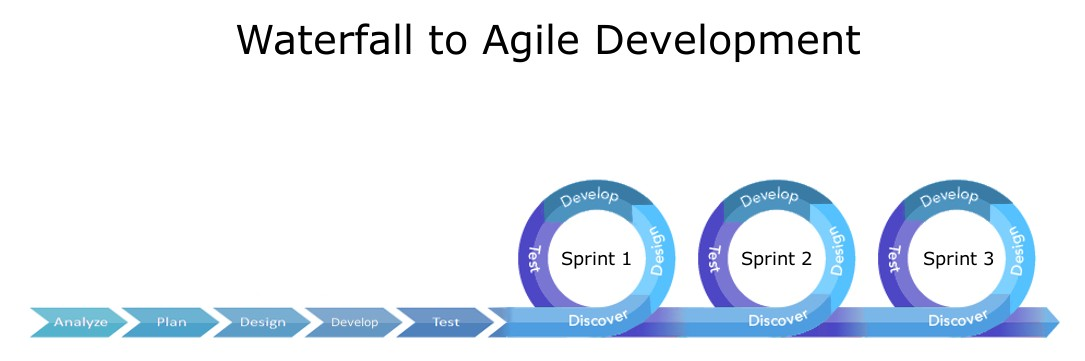 Waterfall to Agile Development
Analyze
Plan
Design
Develop
Test
Discover
Design
Develop
Test
Sprint 1
Discover
Design
Develop
Test
Sprint 2
Discover
Design
Develop
Test
Sprint 3